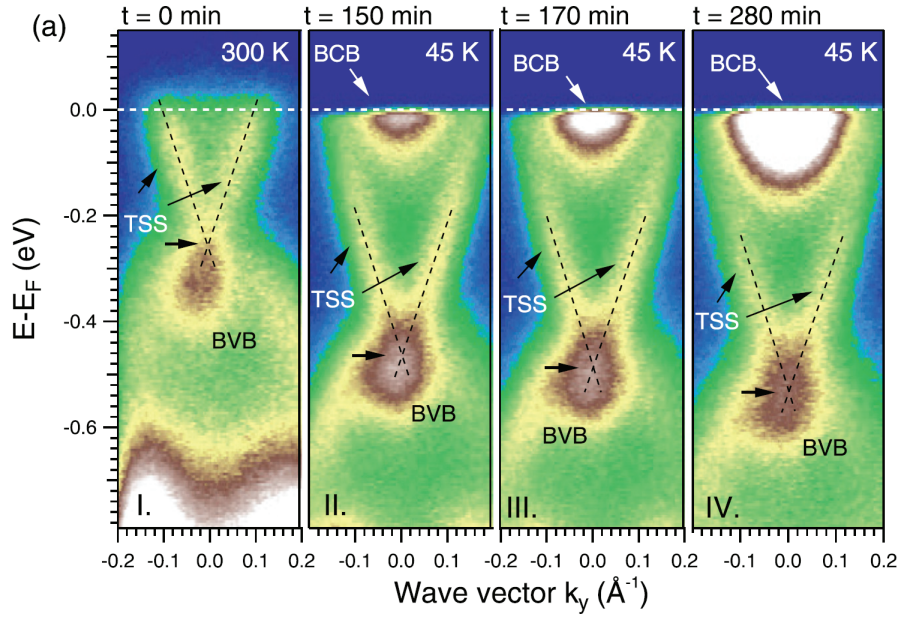 (a)
t = 0 min
t = 150 min
t = 170 min
t = 280 min
300 K
45 K
45 K
45 K
BCB
BCB
BCB
TSS
TSS
TSS
TSS
BVB
BVB
BVB
BVB
I.
II.
III.
IV.
E-EF (eV)
0.0
-0.2
-0.4
-0.6
-0.2 -0.1 0.0 0.1
-0.2 -0.1 0.0 0.1
-0.2 -0.1 0.0 0.1
-0.2 -0.1 0.0 0.1 0.2
Wave vector ky (Å-1)